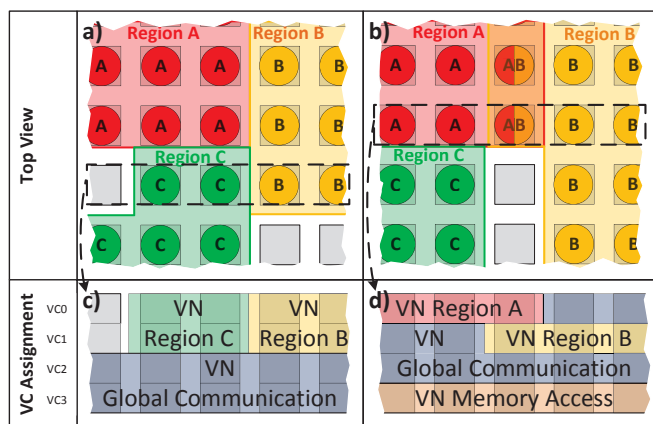 a)
Region A
Region B
A A A B B
A A A B B
Region C
C C B B
C C C
b)
Region A
Region B
A A AB B B
A A AB B B
Region C
C C B B
C C B B
Top View
c)
VN
VN
Region C
Region B
VN
Global Communication
d)
VN Region A
VN
VN Region B
Global Communication
VN Memory Access
VC Assignment
VC0
VC1
VC2
VC3